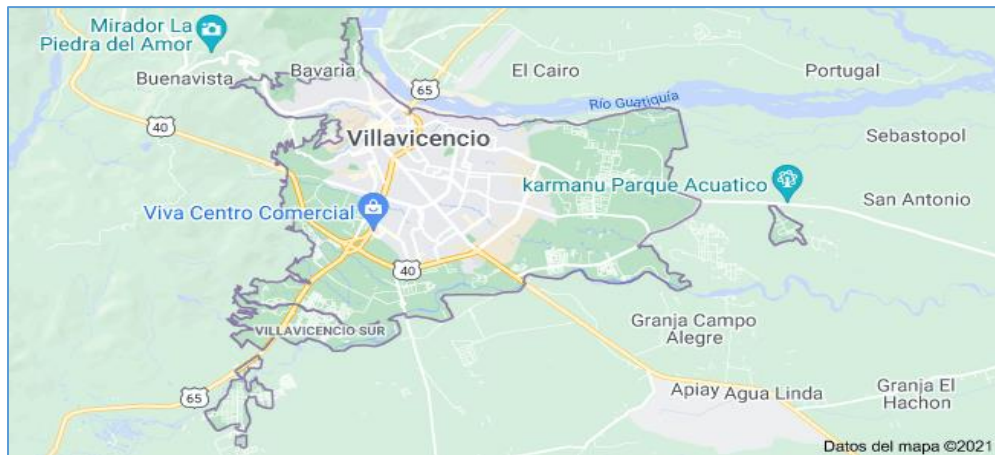 Mirador La
Piedra del Amor
Buenavista
Bavaria
65
El Cairo
Portugal
Río Guatiquía
40
Villavicencio
Sebastopol
karmanu Parque Acuatico
San Antonio
Viva Centro Comercial
40
VILLAVICENCIO SUR
Granja Campo
Alegre
65
Apiay
Agua Linda
Granja El
Hachon
Datos del mapa ©2021